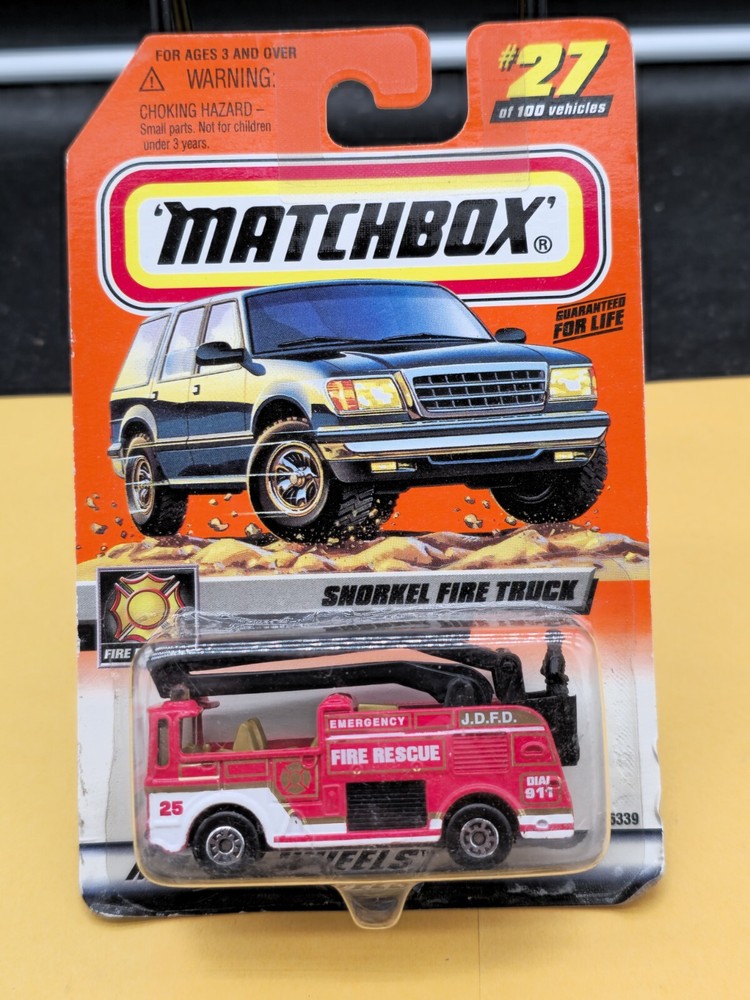 FOR AGES 3 AND OVER
WARNING:
CHOKING HAZARD –
Small parts. Not for children
under 3 years.
#27
of 100 vehicles
'MATCHBOX'®
GUARANTEED
FOR LIFE
SNORKEL FIRE TRUCK
FIRE
EMERGENCY
J.D.F.D.
FIRE RESCUE
25
DIAL
911
6339
WHEELS